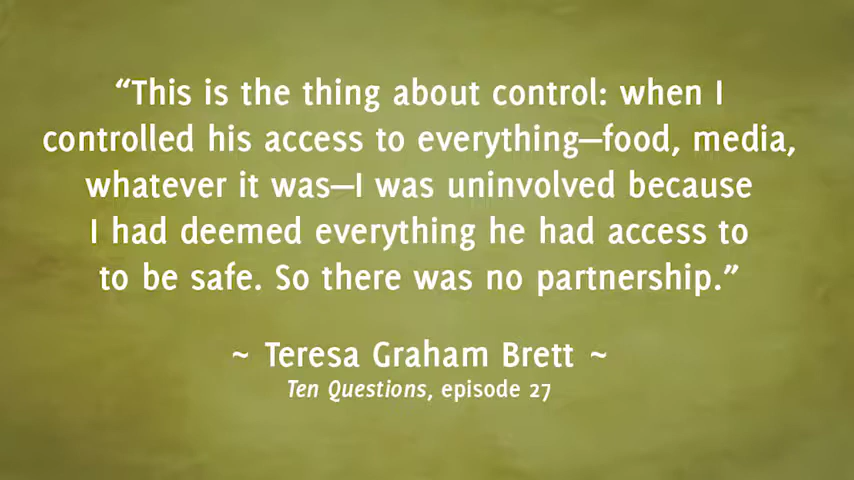 “This is the thing about control: when I
controlled his access to everything—food, media,
whatever it was—I was uninvolved because
I had deemed everything he had access to
to be safe. So there was no partnership.”
~ Teresa Graham Brett ~
Ten Questions, episode 27